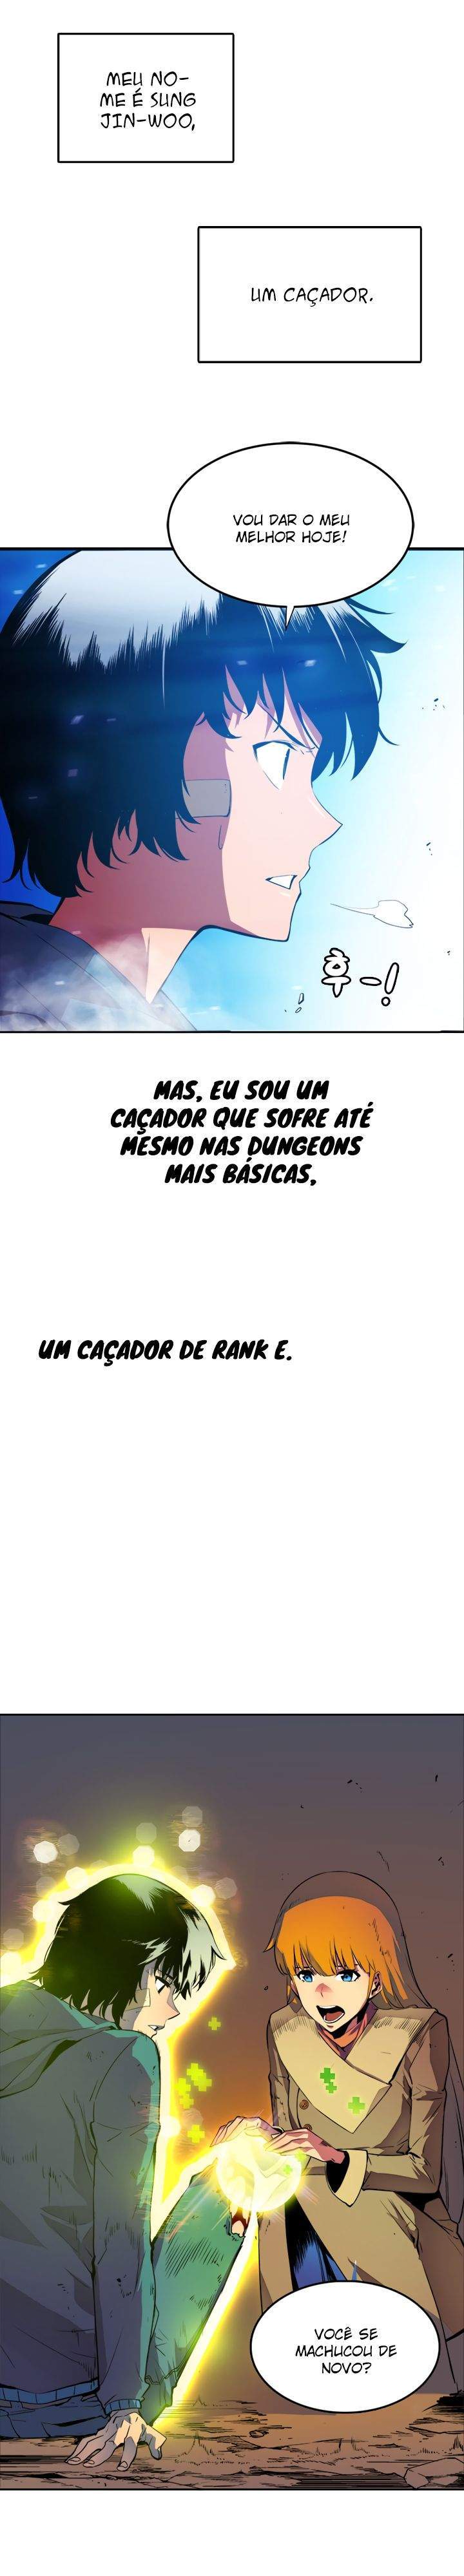 MEU NO-
ME É SUNG
JIN-WOO,
UM CAÇADOR.
VOU DAR O MEU
MELHOR HOJE!
후-!
MAS, EU SOU UM
CAÇADOR QUE SOFRE ATÉ
MESMO NAS DUNGEONS
MAIS BÁSICAS,
UM CAÇADOR DE RANK E.
VOCÊ SE
MACHUCOU DE
NOVO?